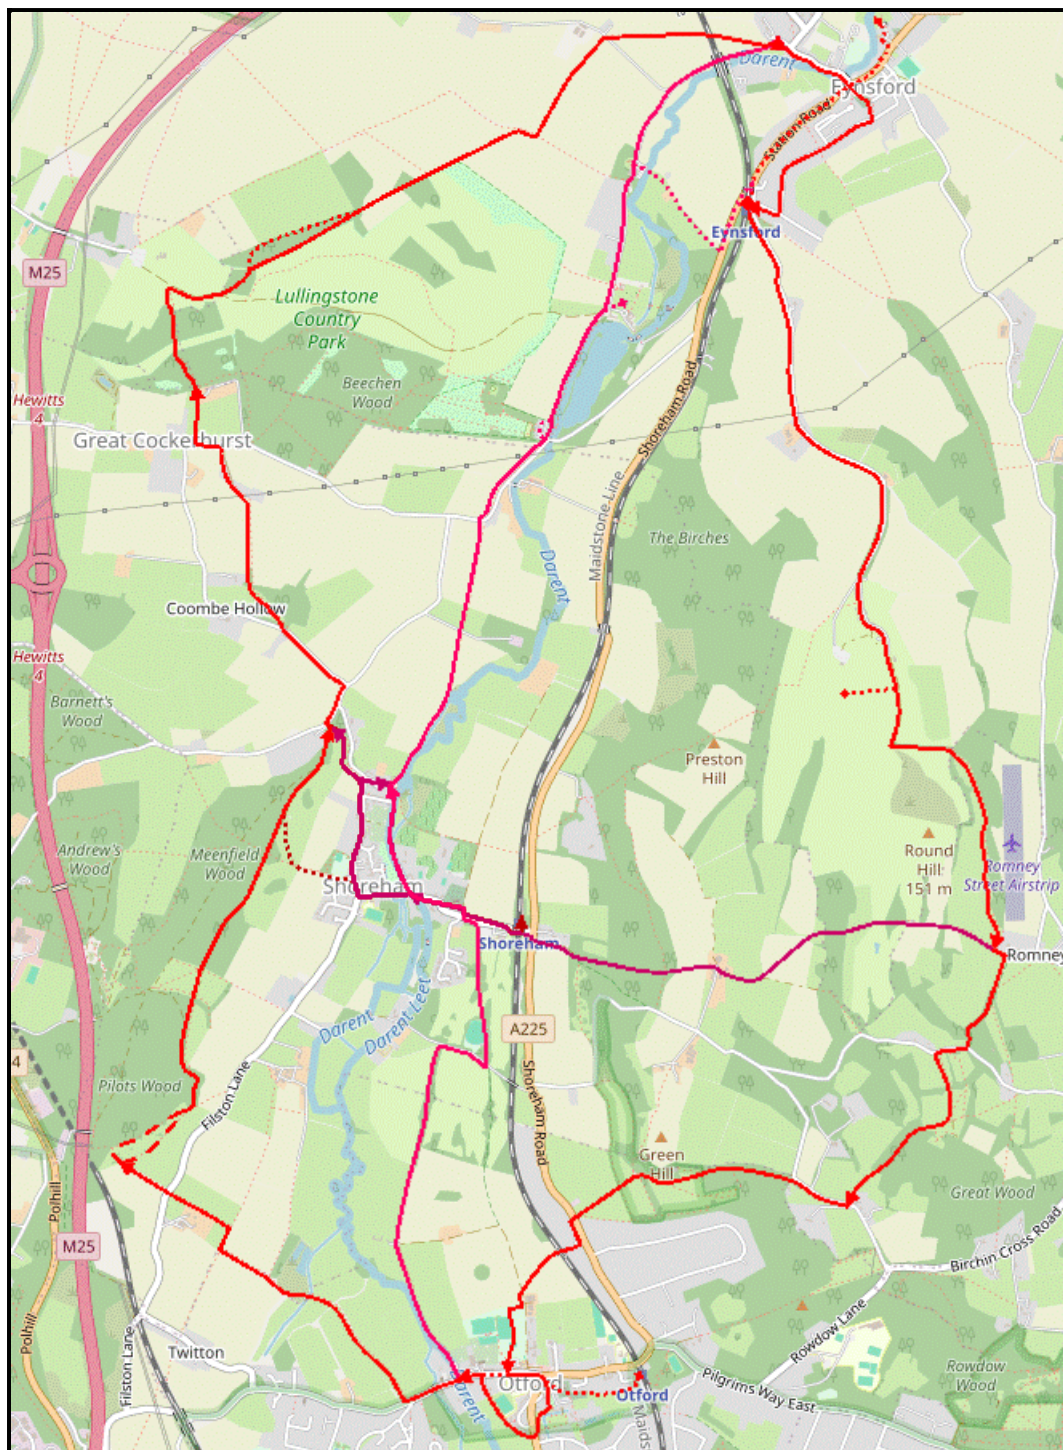 Darent
Eynsford
Station Road
Eynsford
M25
Lullingstone
Country
Park
Beechen
Wood
Hewitts
4
Great Cockerhurst
Shoreham Road
Maidstone Line
The Birches
Darent
Coombe Hollow
Hewitts
4
Barnett's
Wood
Preston
Hill
Andrew's
Wood
Meenfield
Wood
Round
Hill
151 m
Romney
Street Airstrip
Shoreham
Shoreham
Romney
Darent
Darent Leet
A225
4
Pilots Wood
Filston Lane
Shoreham Road
Green
Hill
Great Wood
Polhill
M25
Birchin Cross Road
Polhill
Filston Lane
Twitton
Rowdow Lane
Rowdow
Wood
Otford
Otford
Pilgrims Way East
Darent